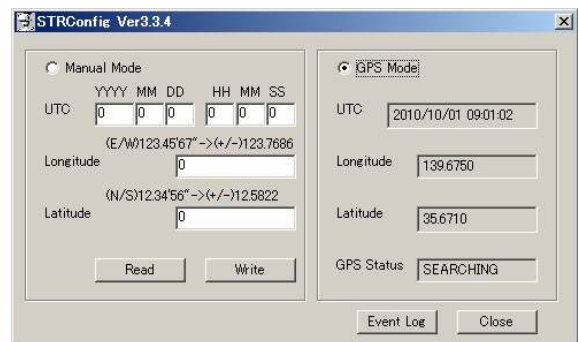 STRConfig Ver3.3.4
Manual Mode
YYYY MM DD HH MM SS
UTC 0 0 0 0 0 0
(E/W)123.45'67"->(+/-)123.7686
Longitude 0
(N/S)12.34'56"->(+/-)12.5822
Latitude 0
Read Write
GPS Mode
UTC 2010/10/01 09:01:02
Longitude 139.6750
Latitude 35.6710
GPS Status SEARCHING
Event Log Close